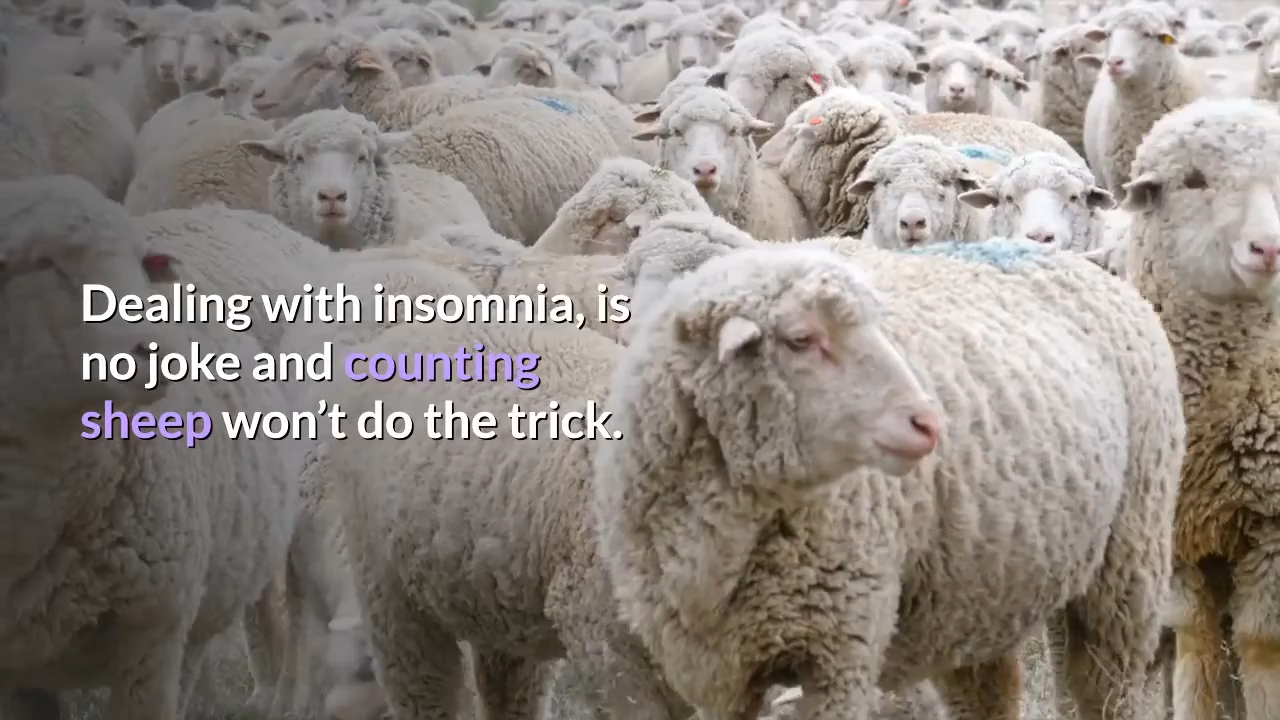 Dealing with insomnia, is
no joke and counting
sheep won’t do the trick.